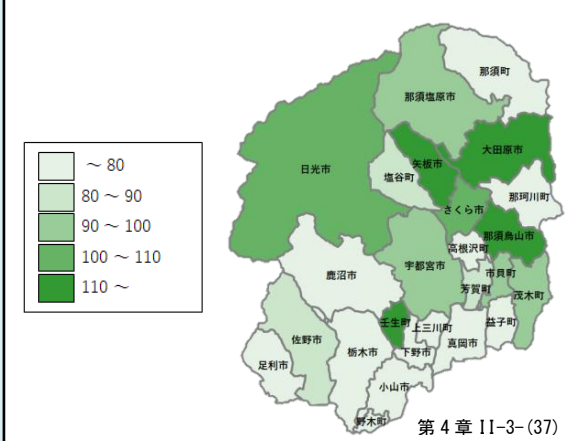 ～80
80～90
90～100
100～110
110～
那須町
那須塩原市
大田原市
日光市
矢板市
塩谷町
那珂川町
さくら市
那須烏山市
高根沢町
宇都宮市
市貝町
鹿沼市
芳賀町
茂木町
壬生町
上三川町
益子町
佐野市
真岡市
栃木市
下野市
足利市
小山市
野木町
第4章II-3-(37)